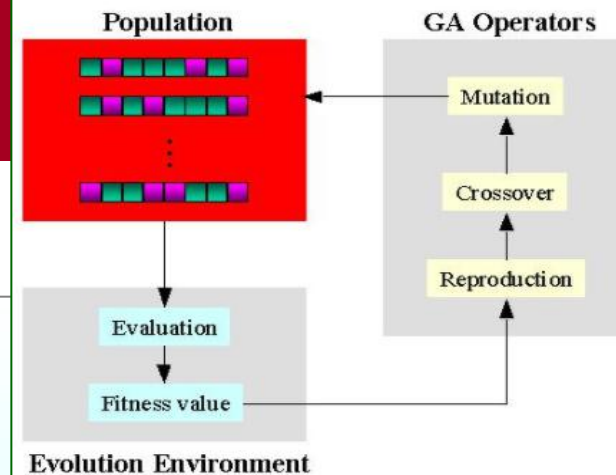 Population
GA Operators
Mutation
Crossover
Reproduction
Evaluation
Fitness value
Evolution Environment